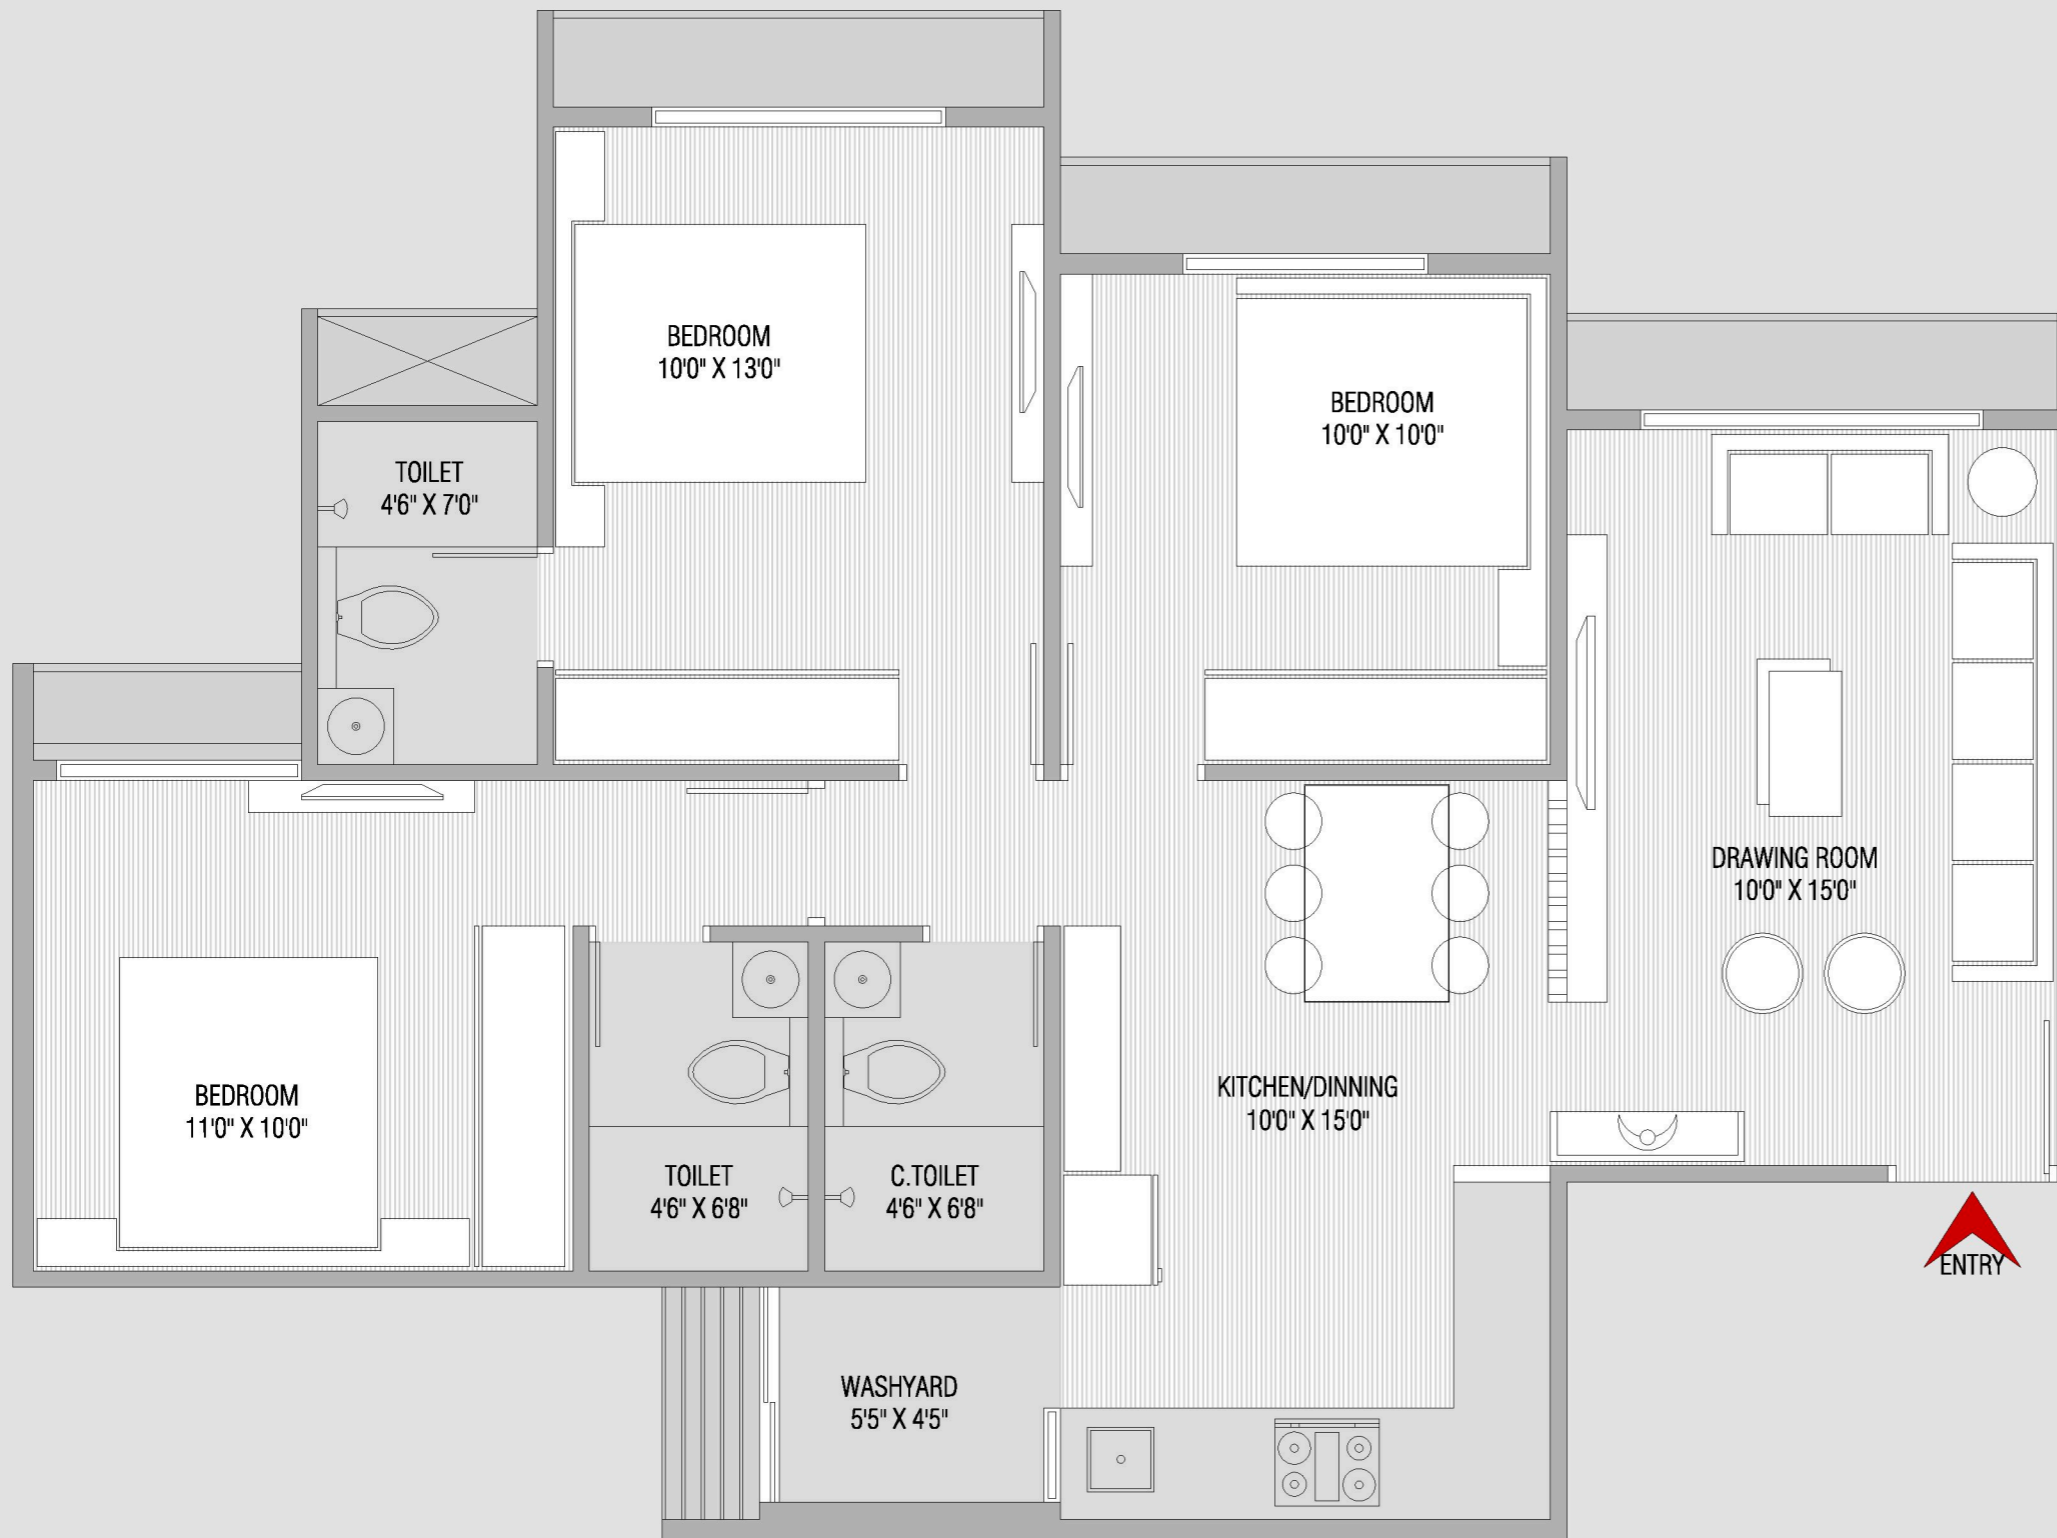 BEDROOM
10'0" X 13'0"
BEDROOM
10'0" X 10'0"
TOILET
4'6" X 7'0"
DRAWING ROOM
10'0" X 15'0"
BEDROOM
11'0" X 10'0"
TOILET
4'6" X 6'8"
C.TOILET
4'6" X 6'8"
KITCHEN/DINNING
10'0" X 15'0"
ENTRY
WASHYARD
5'5" X 4'5"